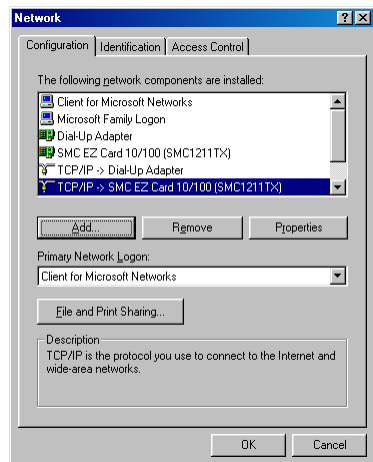 Network
Configuration Identification Access Control
The following network components are installed:
Client for Microsoft Networks
Microsoft Family Logon
Dial-Up Adapter
SMC EZ Card 10/100 (SMC1211TX)
TCP/IP -> Dial-Up Adapter
TCP/IP -> SMC EZ Card 10/100 (SMC1211TX)
Add... Remove Properties
Primary Network Logon:
Client for Microsoft Networks
File and Print Sharing...
Description
TCP/IP is the protocol you use to connect to the Internet and
wide-area networks.
OK Cancel